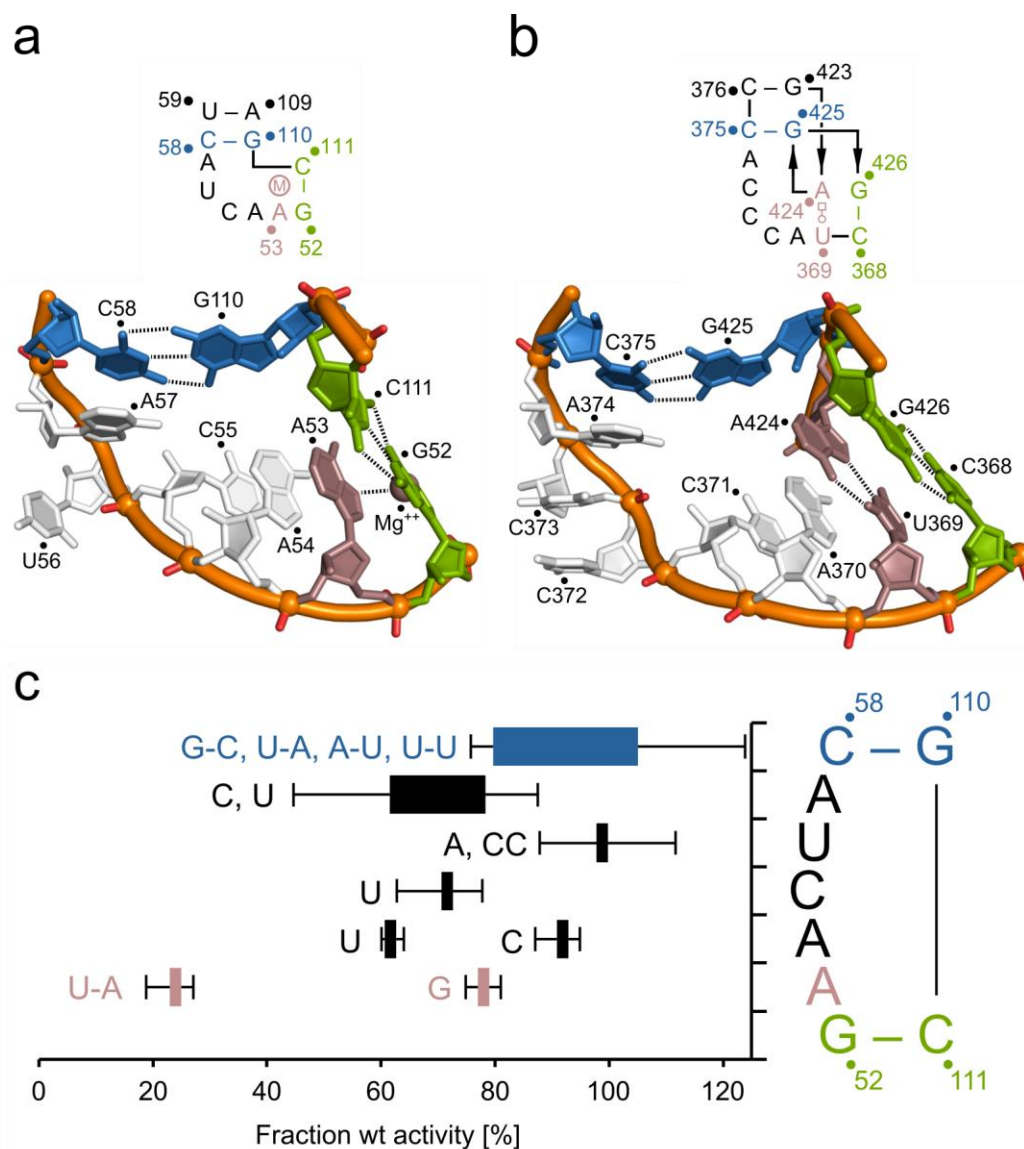 a
59 U – A 109
58 C – G 110 111
A C
U M
C A A G
53 52
C58
G110
A57
C55
A53
C111
G52
U56
A54
Mg++
b
376 C – G 423
375 C – G 425
A 426
C A G
C 424
C A U C
369 368
C375
G425
A374
A424
G426
C371
C368
C373
U369
C372
A370
c
G-C, U-A, A-U, U-U
C, U
A, CC
U
U C
U-A G
0 20 40 60 80 100 120
Fraction wt activity [%]
58 110
C – G
A
U
C
A
A
G – C
52 111